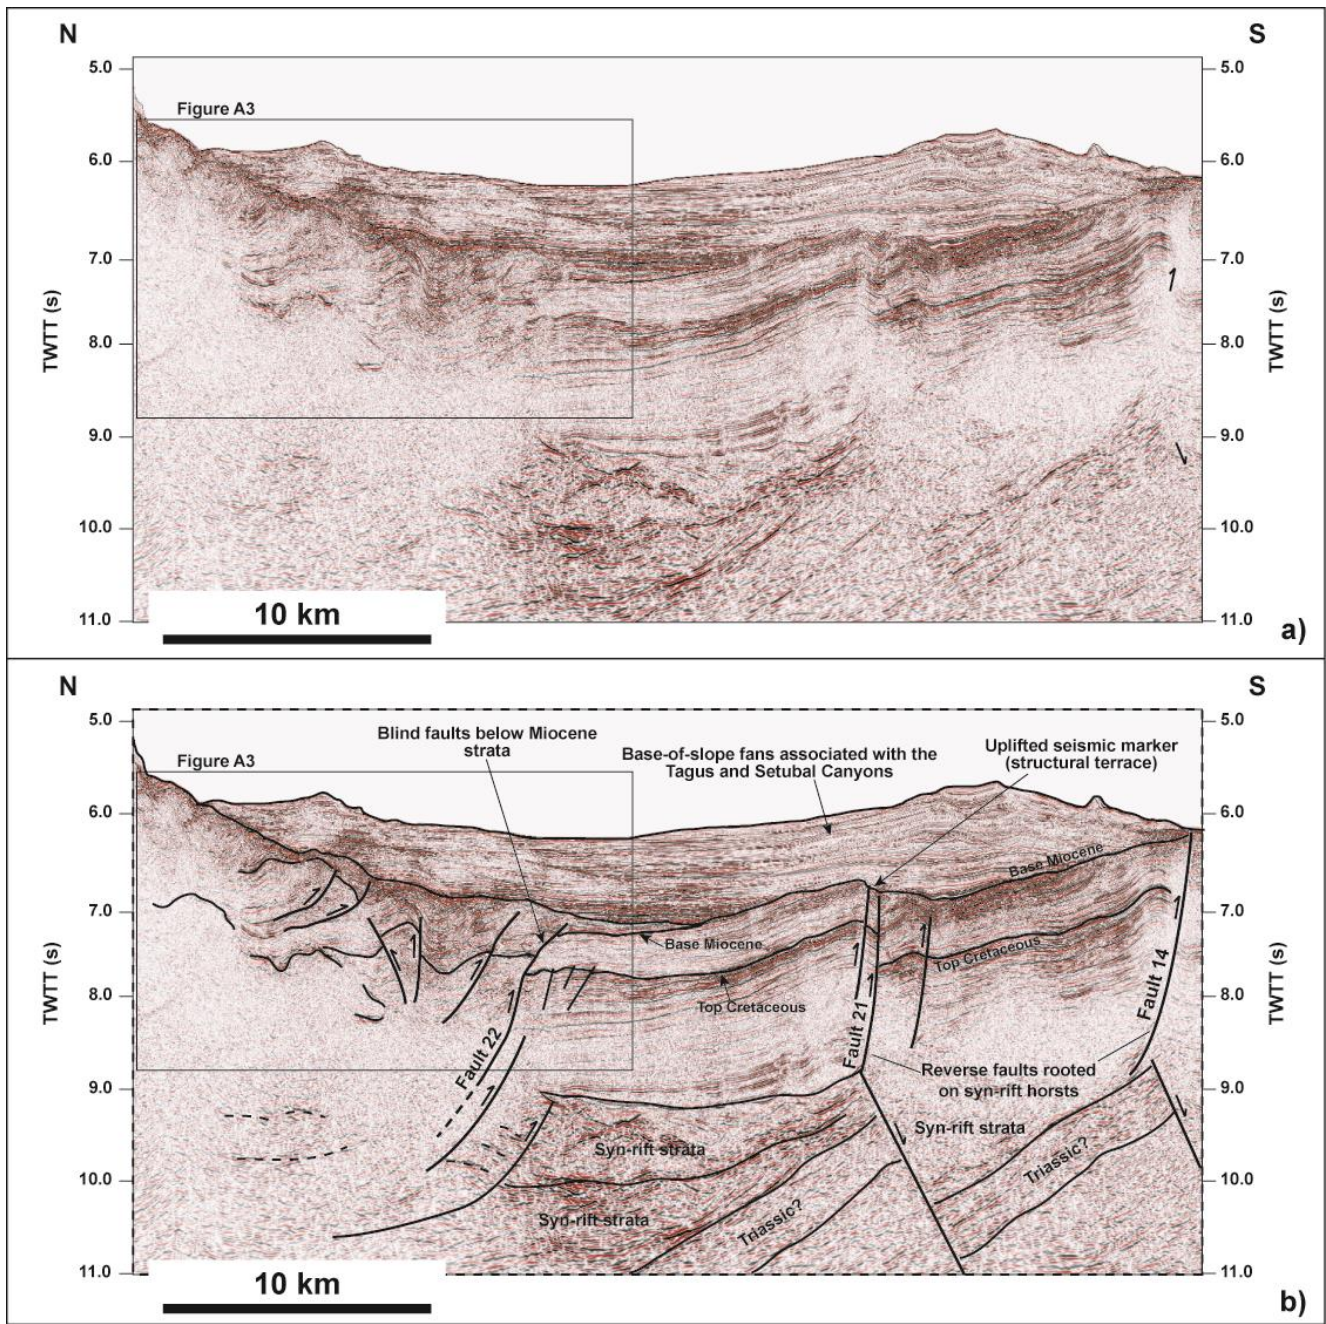 N
S
5.0
5.0
Figure A3
6.0
6.0
7.0
7.0
TWTT (s)
TWTT (s)
8.0
8.0
9.0
9.0
10.0
10.0
10 km
11.0
11.0
a)
N
S
5.0
5.0
Blind faults below Miocene
strata
Base-of-slope fans associated with the
Tagus and Setubal Canyons
Uplifted seismic marker
(structural terrace)
Figure A3
6.0
6.0
Base Miocene
7.0
7.0
Base Miocene
Top Cretaceous
TWTT (s)
TWTT (s)
8.0
8.0
Top Cretaceous
Fault 22
Fault 21
Fault 14
Reverse faults rooted
on syn-rift horsts
9.0
9.0
Syn-rift strata
Syn-rift strata
Triassic?
10.0
10.0
Syn-rift strata
Triassic?
11.0
11.0
10 km
b)